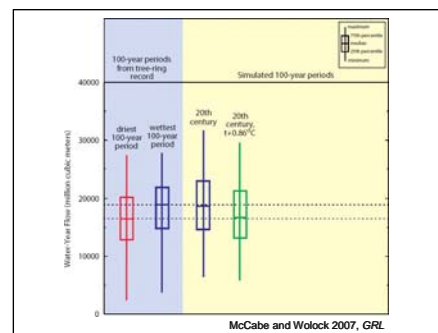 100-year periods
from tree-ring
record
Simulated 100-year periods
maximum
75th percentile
median
25th percentile
minimum
driest
100-year
period
wettest
100-year
period
20th
century
20th
century,
t+0.86°C
Water-Year Flow (million cubic meters)
40000
30000
20000
10000
0
McCabe and Wolock 2007, GRL